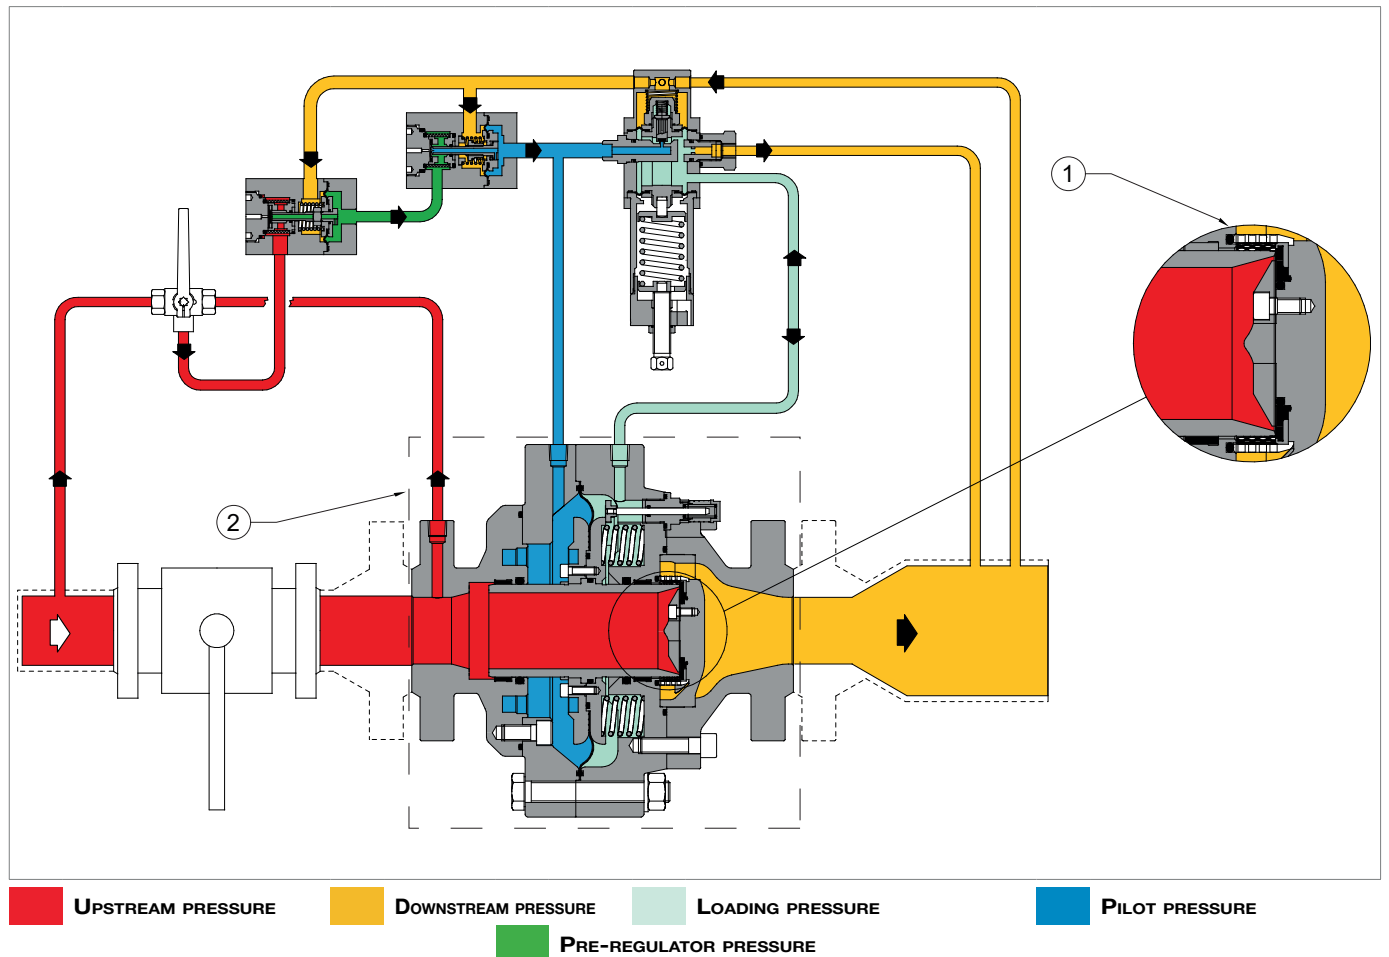 1
2
UPSTREAM PRESSURE
DOWNSTREAM PRESSURE
LOADING PRESSURE
PILOT PRESSURE
PRE-REGULATOR PRESSURE